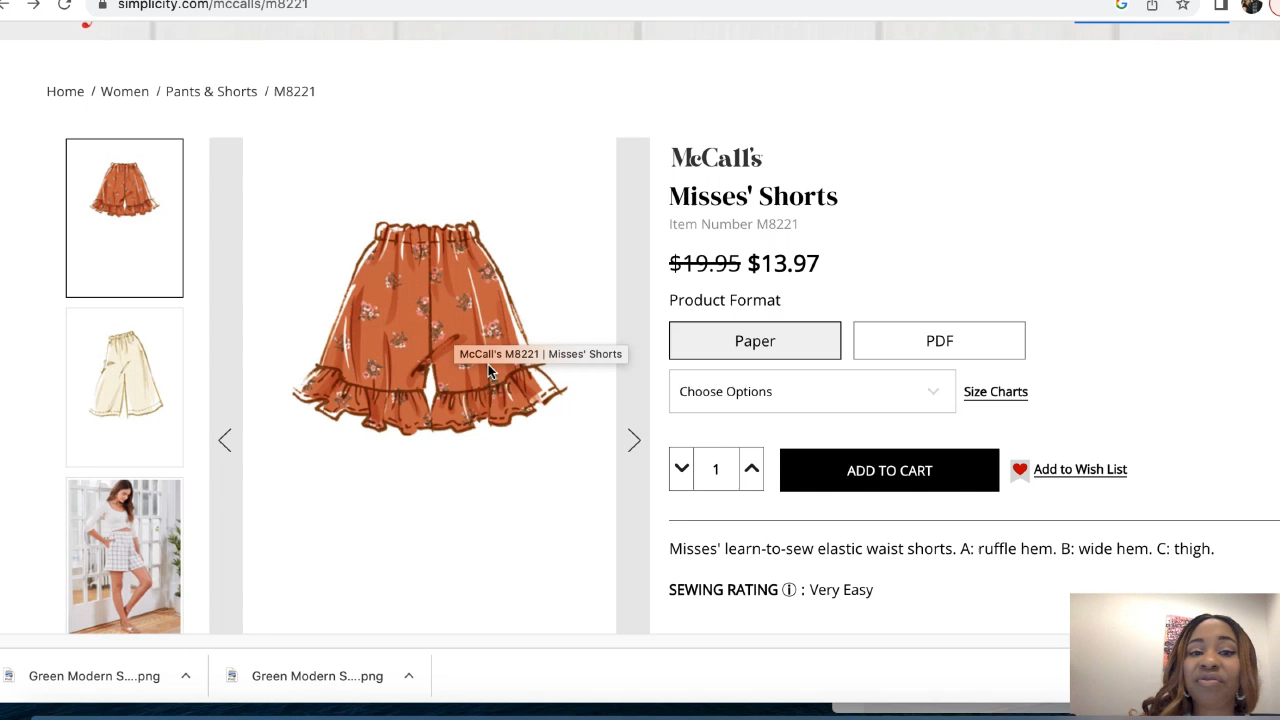 simplicity.com/mccalls/m8221
Home / Women / Pants & Shorts / M8221
McCall's
Misses' Shorts
Item Number M8221
$19.95 $13.97
Product Format
Paper
PDF
McCall's M8221 | Misses' Shorts
Choose Options
Size Charts
1
ADD TO CART
Add to Wish List
Misses' learn-to-sew elastic waist shorts. A: ruffle hem. B: wide hem. C: thigh.
SEWING RATING ⓘ : Very Easy
Green Modern S....png
Green Modern S....png